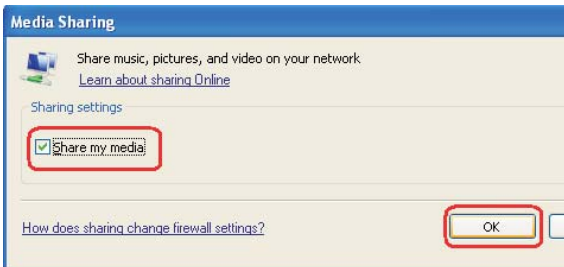 Media Sharing
Share music, pictures, and video on your network
Learn about sharing Online
Sharing settings
Share my media
How does sharing change firewall settings?
OK